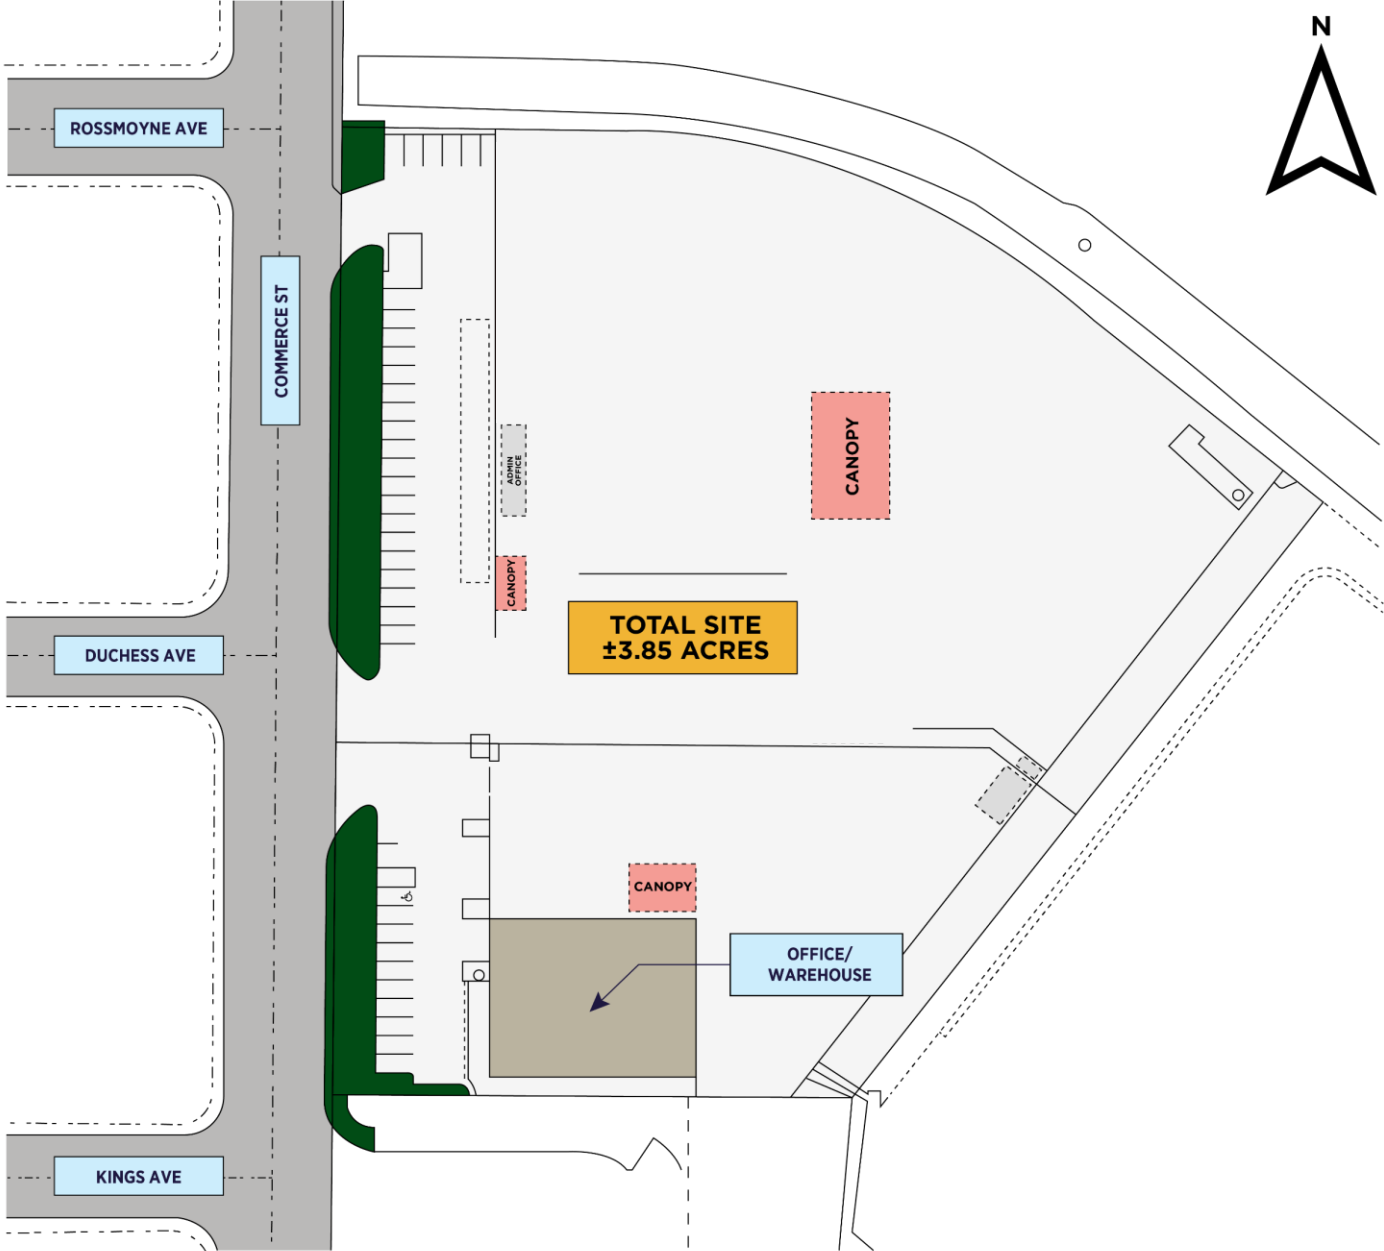 N
ROSSMOYNE AVE
COMMERCE ST
CANOPY
ADMIN
OFFICE
CANOPY
TOTAL SITE
±3.85 ACRES
DUCHESS AVE
CANOPY
OFFICE/
WAREHOUSE
KINGS AVE